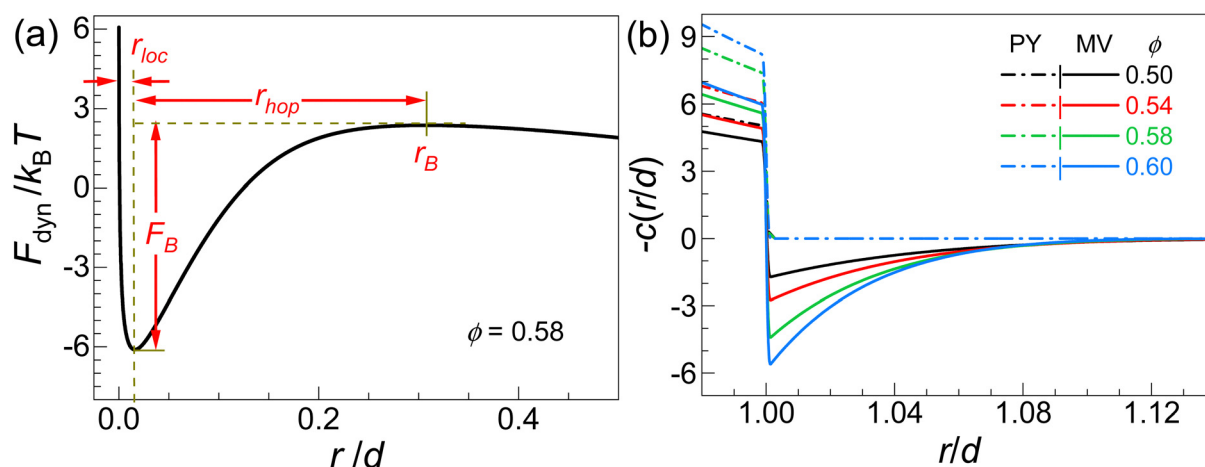 (a)
6
3
0
-3
-6
F_dyn /k_B T
r_loc
r_hop
r_B
F_B
ϕ = 0.58
0.0 0.2 0.4
r /d
(b)
9
6
3
0
-3
-6
-c(r/d)
PY MV ϕ
0.50
0.54
0.58
0.60
1.00 1.04 1.08 1.12
r/d